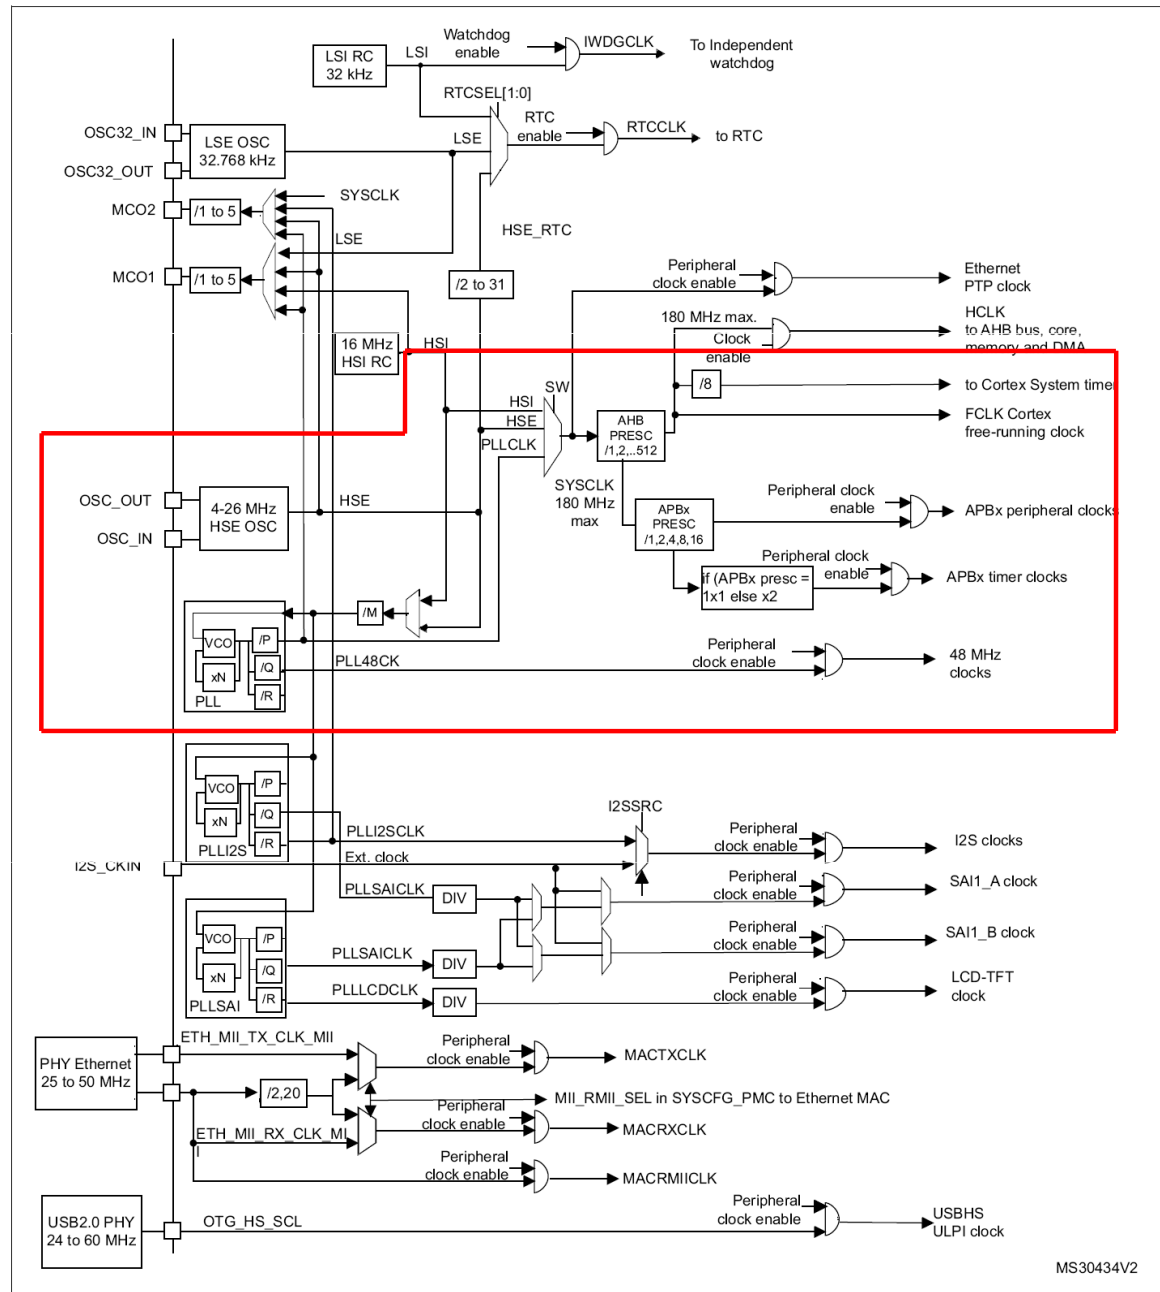 LSI RC
32 kHz
LSI
Watchdog
enable
IWDGCLK
To Independent
watchdog
RTCSEL[1:0]
RTC
enable
RTCCLK
to RTC
OSC32_IN
OSC32_OUT
LSE OSC
32.768 kHz
LSE
MCO2
/1 to 5
SYSCLK
LSE
HSE_RTC
MCO1
/1 to 5
/2 to 31
Peripheral
clock enable
Ethernet
PTP clock
16 MHz
HSI RC
HSI
180 MHz max.
Clock
enable
HCLK
to AHB bus, core,
memory and DMA
/8
to Cortex System timer
SW
HSI
HSE
PLLCLK
AHB
PRESC
/1,2,..512
FCLK Cortex
free-running clock
SYSCLK
180 MHz
max
OSC_OUT
OSC_IN
4-26 MHz
HSE OSC
HSE
APBx
PRESC
/1,2,4,8,16
Peripheral clock
enable
APBx peripheral clocks
if (APBx presc =
1x1 else x2
Peripheral clock
enable
APBx timer clocks
/M
VCO
xN
/P
/Q
/R
PLL
PLL48CK
Peripheral
clock enable
48 MHz
clocks
VCO
xN
/P
/Q
/R
PLLI2S
I2SSRC
PLLI2SCLK
Peripheral
clock enable
I2S clocks
I2S_CKIN
Ext. clock
PLLSAICLK
DIV
Peripheral
clock enable
SAI1_A clock
VCO
xN
/P
/Q
/R
PLLSAI
PLLSAICLK
DIV
Peripheral
clock enable
SAI1_B clock
PLLLCDCLK
DIV
Peripheral
clock enable
LCD-TFT
clock
PHY Ethernet
25 to 50 MHz
ETH_MII_TX_CLK_MII
Peripheral
clock enable
MACTXCLK
/2,20
MII_RMII_SEL in SYSCFG_PMC to Ethernet MAC
ETH_MII_RX_CLK_MI
I
Peripheral
clock enable
MACRXCLK
Peripheral
clock enable
MACRMIICLK
USB2.0 PHY
24 to 60 MHz
OTG_HS_SCL
Peripheral
clock enable
USBHS
ULPI clock
MS30434V2